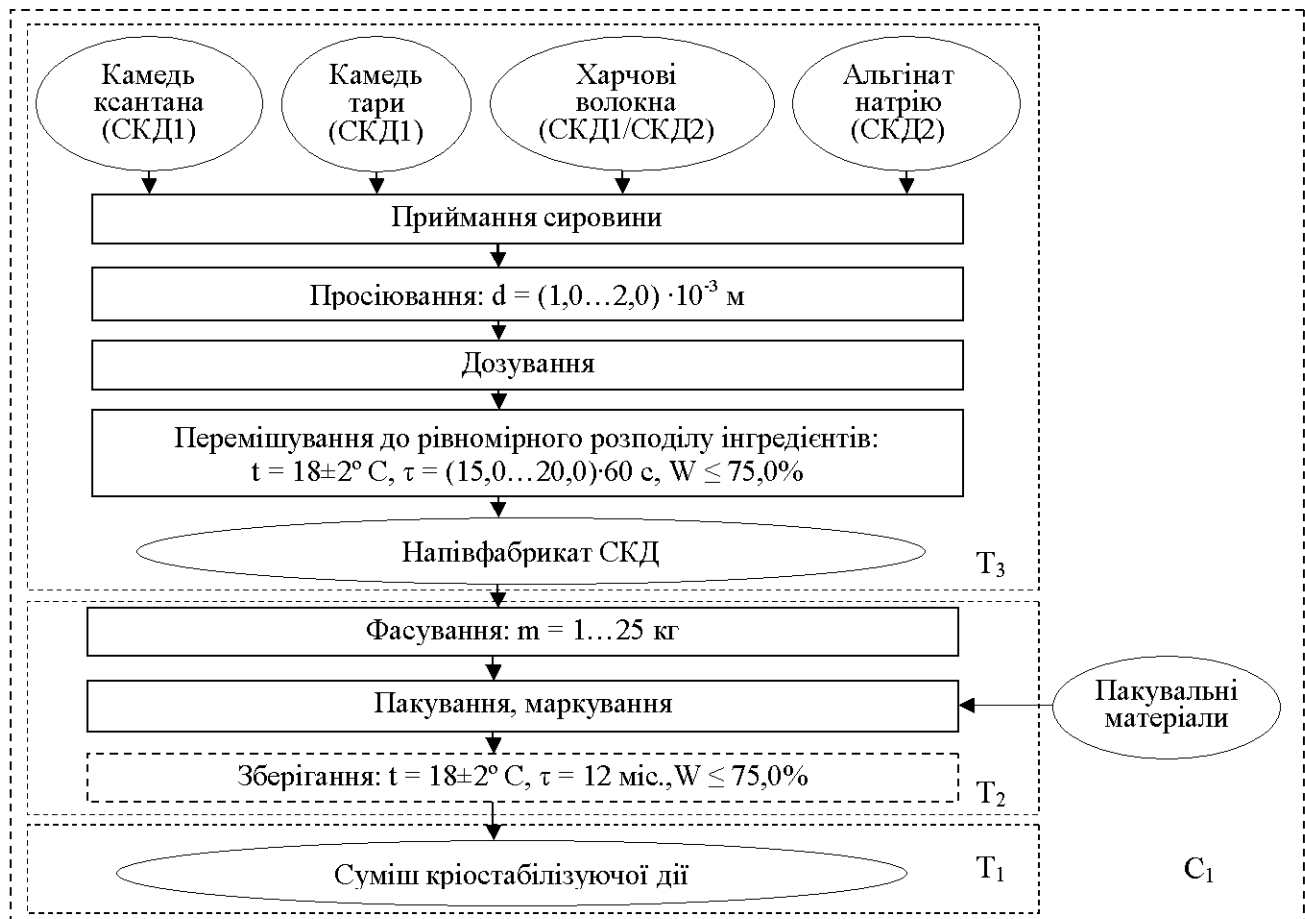 Камедь
ксантана
(СКД1)
Камедь
тари
(СКД1)
Харчові
волокна
(СКД1/СКД2)
Альгінат
натрію
(СКД2)
Приймання сировини
Просіювання: d = (1,0…2,0) ·10⁻³ м
Дозування
Перемішування до рівномірного розподілу інгредієнтів:
t = 18±2º C, τ = (15,0…20,0)·60 с, W ≤ 75,0%
Напівфабрикат СКД
T₃
Фасування: m = 1…25 кг
Пакування, маркування
Пакувальні
матеріали
Зберігання: t = 18±2º C, τ = 12 міс., W ≤ 75,0%
T₂
Суміш кріостабілізуючої дії
T₁
C₁